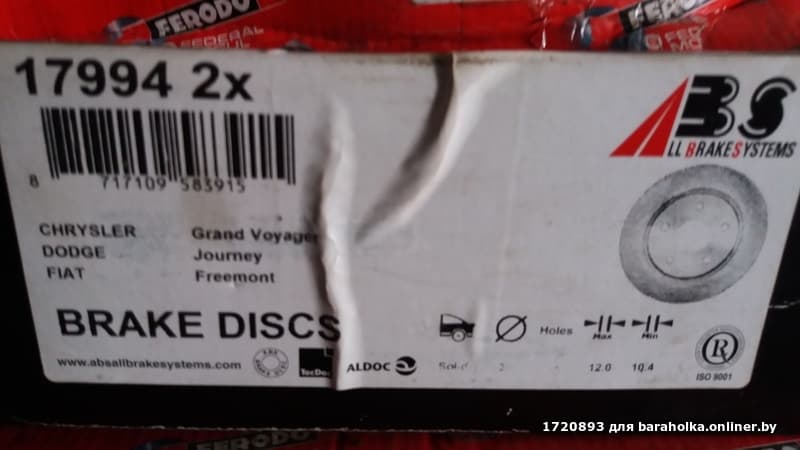 FERODO
FEDERAL
FERODO
17994 2x
8 717109 583915
ABS
ALL BRAKE SYSTEMS
CHRYSLER Grand Voyager
DODGE Journey
FIAT Freemont
BRAKE DISCS
Holes Max Min
12.0 10.4
www.absallbrakesystems.com
ALDOC
R
ISO 9001
FERODO
1720893 для baraholka.onliner.by